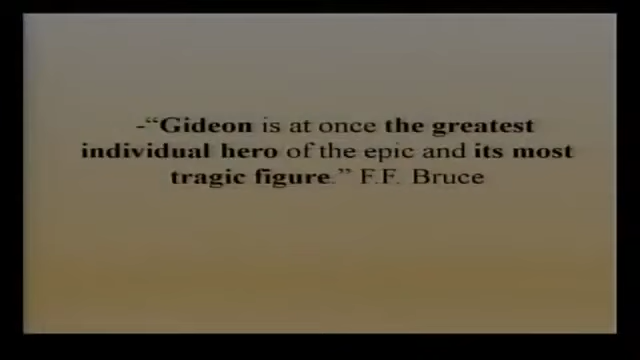 -“Gideon is at once the greatest
individual hero of the epic and its most
tragic figure.” F.F. Bruce